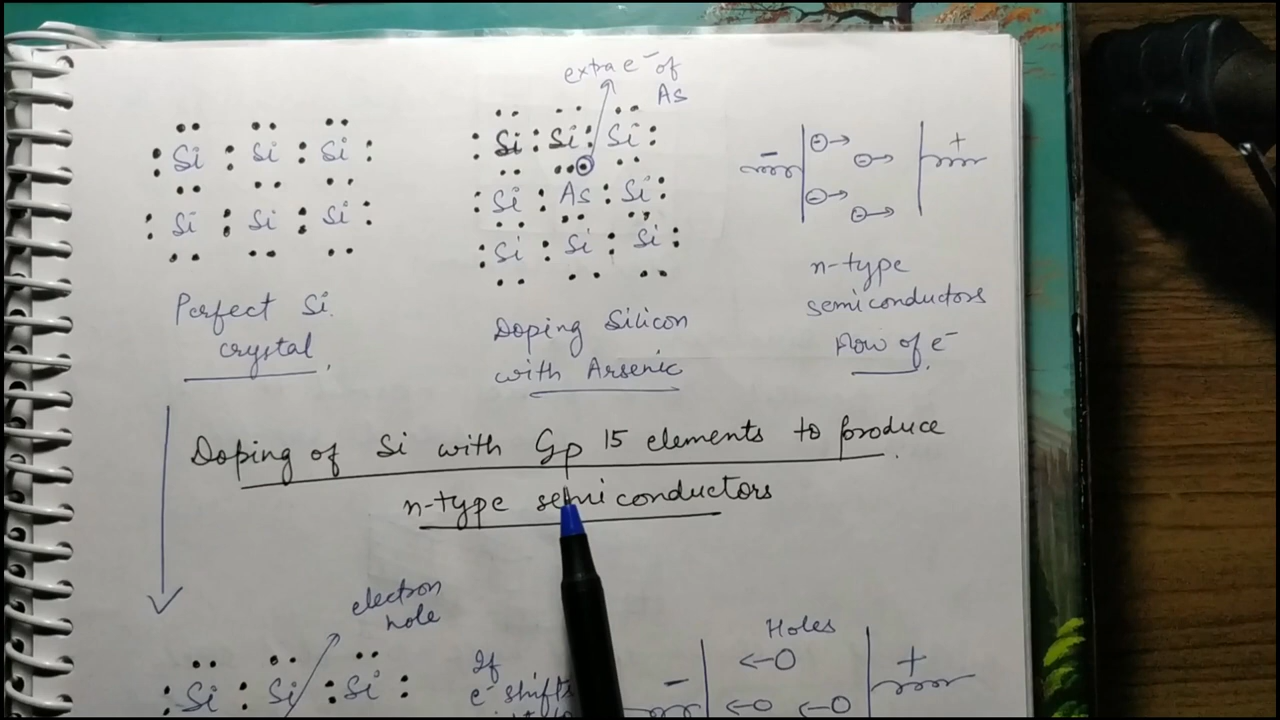 extra e⁻ of
As
Si : Si : Si :
: Si : Si : Si :
: Si : Si : Si :
: Si : As : Si :
: Si : Si : Si :
- +
⊖→ ⊖→
⊖→ ⊖→
Perfect Si
crystal.
Doping Silicon
with Arsenic
n-type
semiconductors
flow of e⁻.
Doping of Si with Gp 15 elements to produce
n-type semiconductors
electron
hole
: Si : Si : Si :
If
e⁻ shifts
Holes
- +
←O
←O ←O